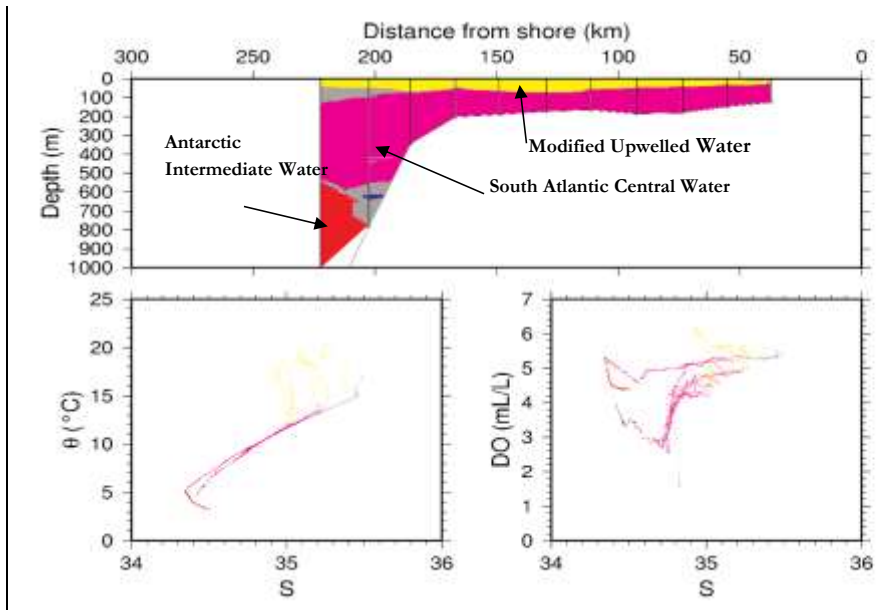 Distance from shore (km)
300 250 200 150 100 50 0
0
100
200
300
400
500
600
700
800
900
1000
Depth (m)
Antarctic
Intermediate Water
Modified Upwelled Water
South Atlantic Central Water
25
20
15
10
5
0
θ (°C)
34 35 36
S
7
6
5
4
3
2
1
0
DO (mL/L)
34 35 36
S